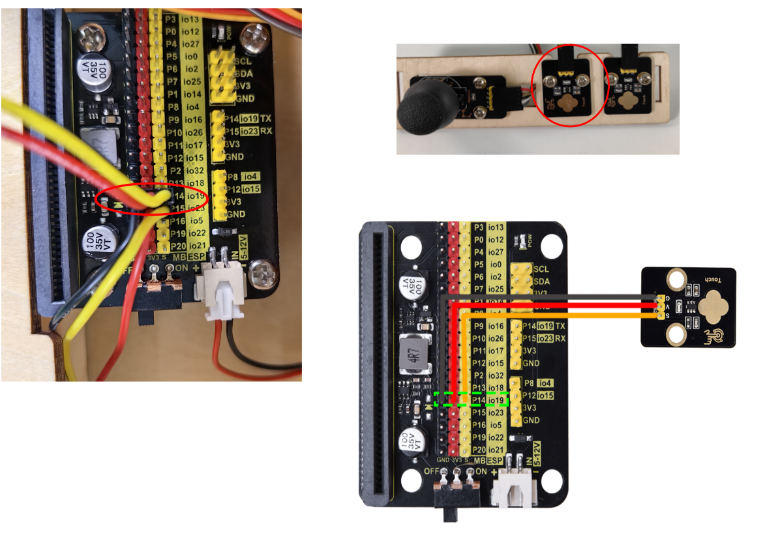 P3 io13
P0 io12
P4 io27
P5 io0
P6 io2
P7 io25
P1 io14
P8 io4
P9 io16
P10 io26
P11 io17
P12 io15
P2 io32
P13 io18
P14 io19
P15 io23
P16 io5
P19 io22
P20 io21
3V3 S MB ESP
OFF ON + IN 5-12V
POW
SCL
SDA
3V3
GND
P14 io19 TX
P15 io23 RX
3V3
GND
P8 io4
P12 io15
3V3
GND
100
35V
VT
100
35V
VT
Touch
Touch
P3 io13
P0 io12
P4 io27
P5 io0
P6 io2
P7 io25
P9 io16
P10 io26
P11 io17
P12 io15
P2 io32
P13 io18
P14 io19
P15 io23
P16 io5
P19 io22
P20 io21
GND 3V3 S MB ESP
OFF ON + - IN 5-12V
POW
SCL
SDA
3V3
P14 io19 TX
P15 io23 RX
3V3
GND
P8 io4
P12 io15
3V3
GND
100
35V
VT
4R7
100
35V
VT
Touch
G
V
S